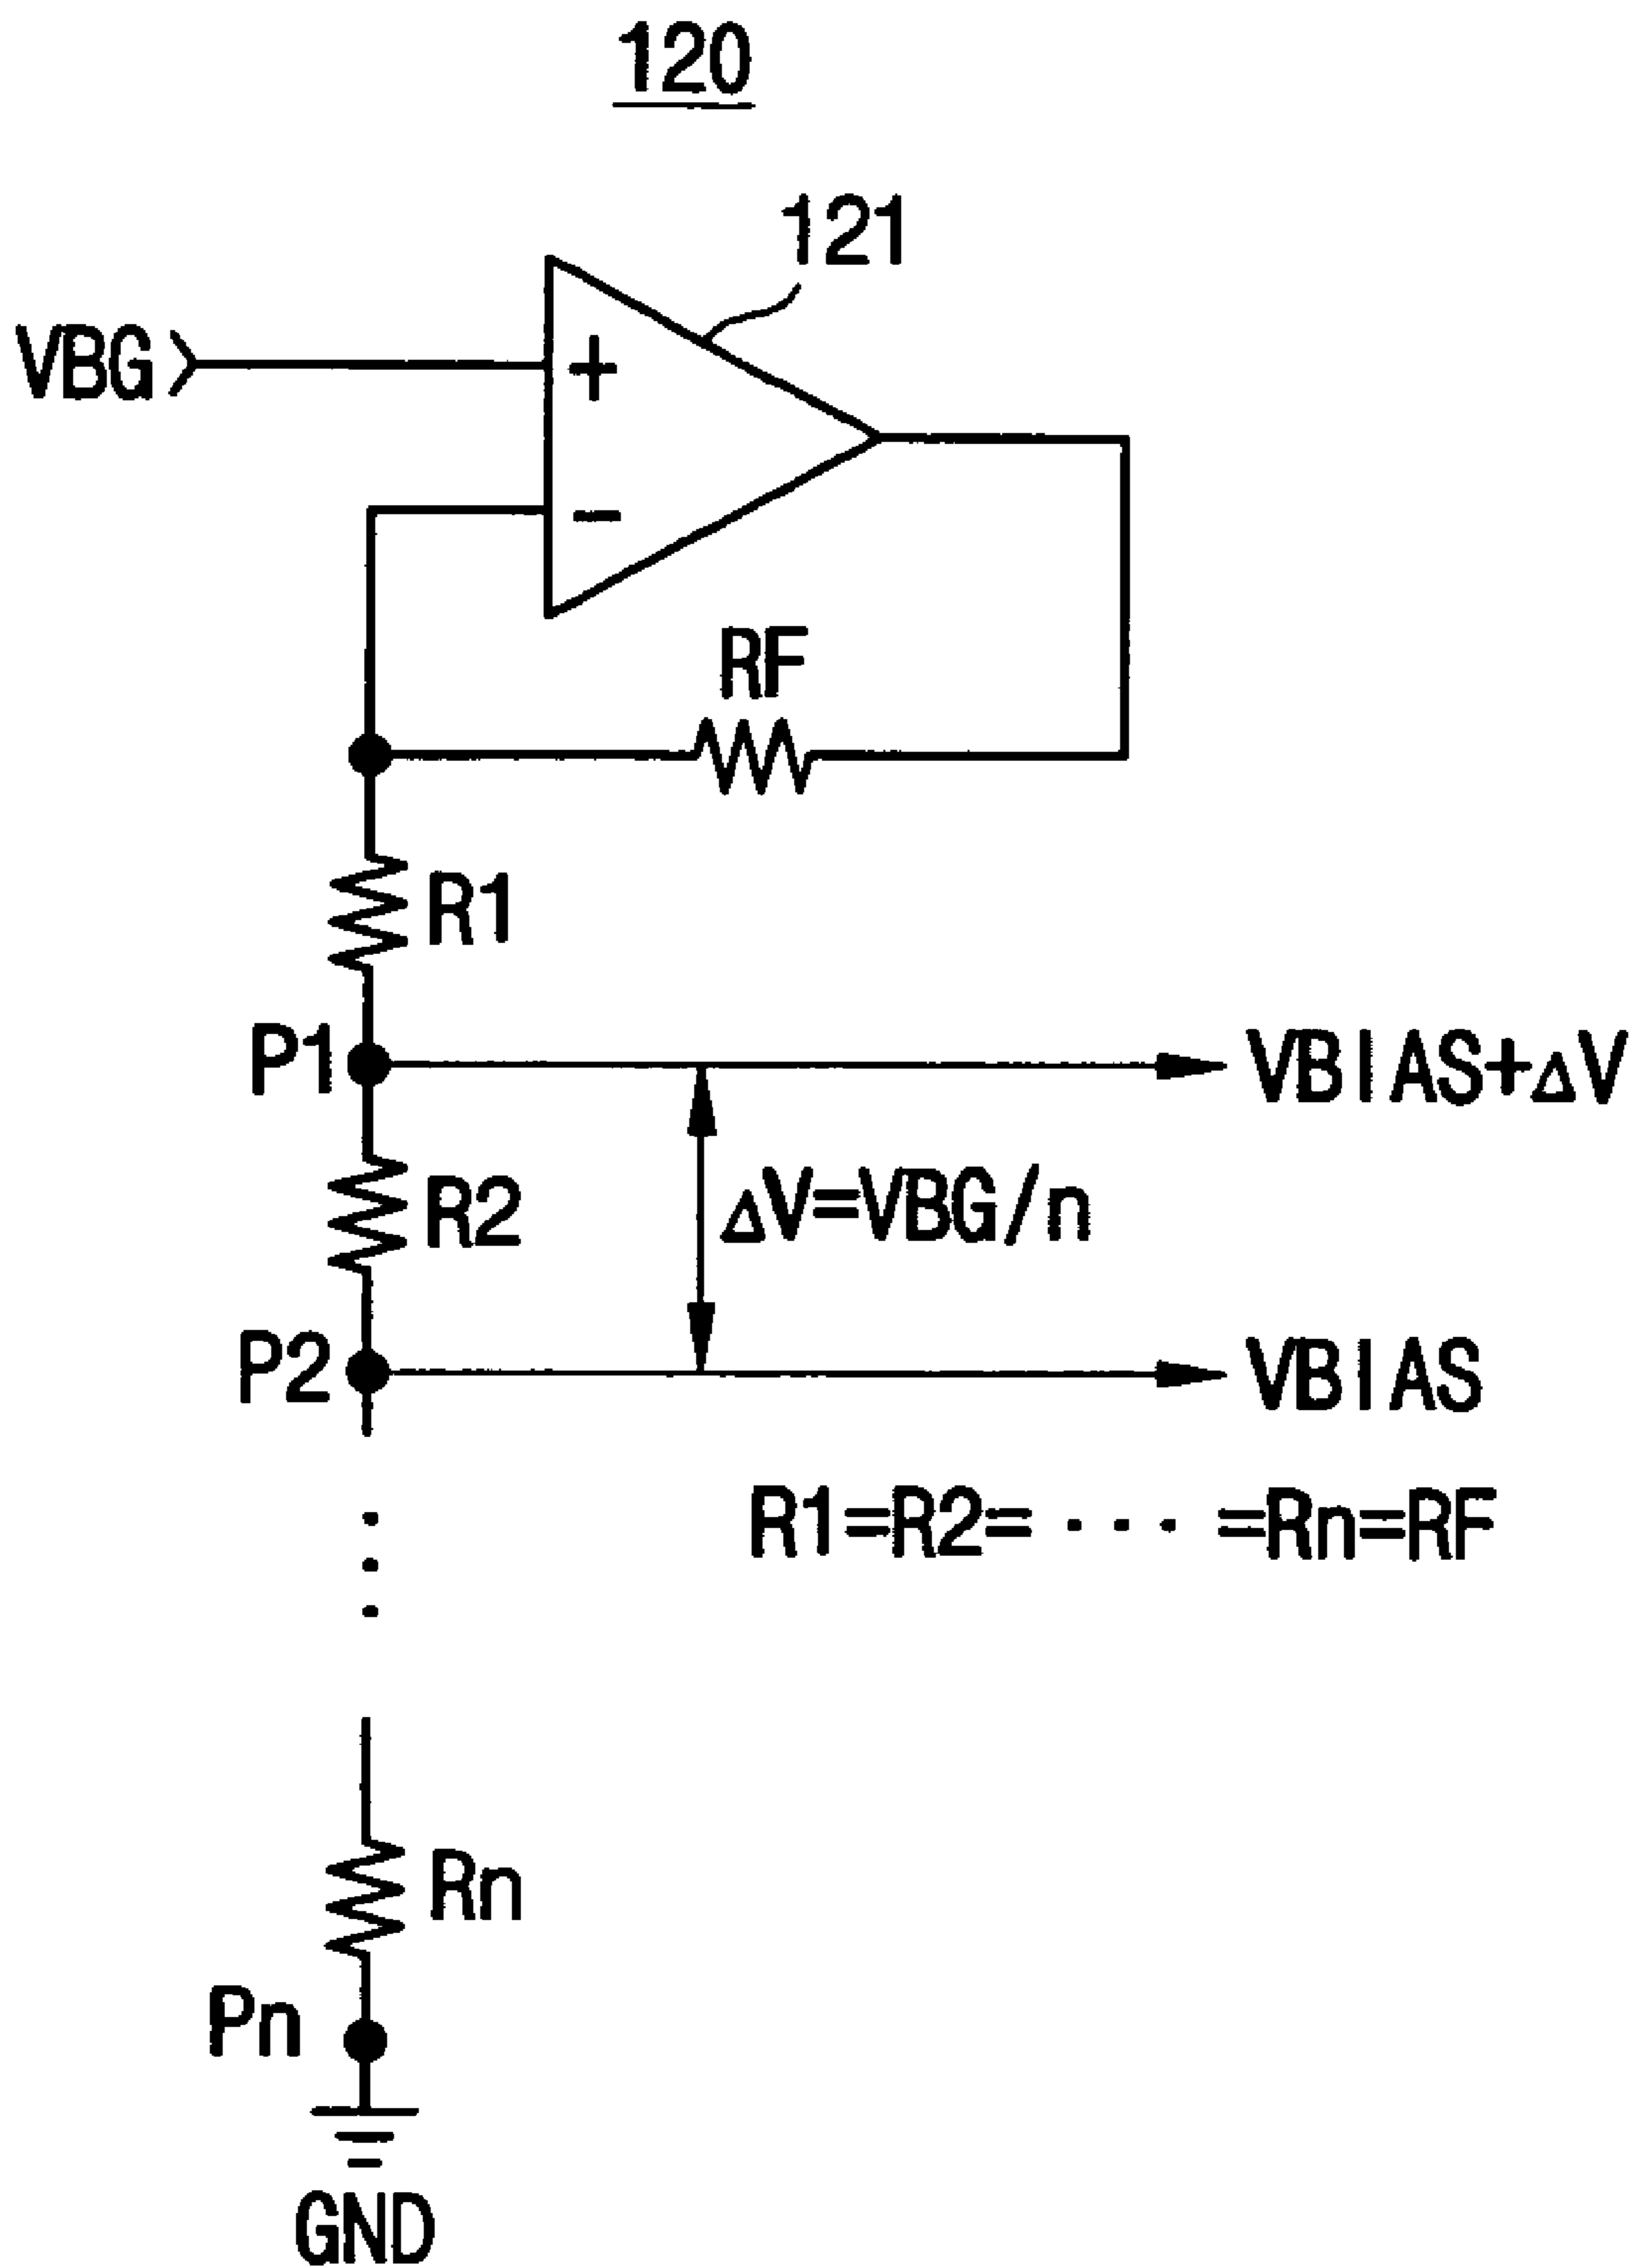 120
121
VBG
+
-
RF
R1
P1
VBIAS+ΔV
R2
ΔV=VBG/n
P2
VBIAS
R1=R2= ··· =Rn=RF
Rn
Pn
GND